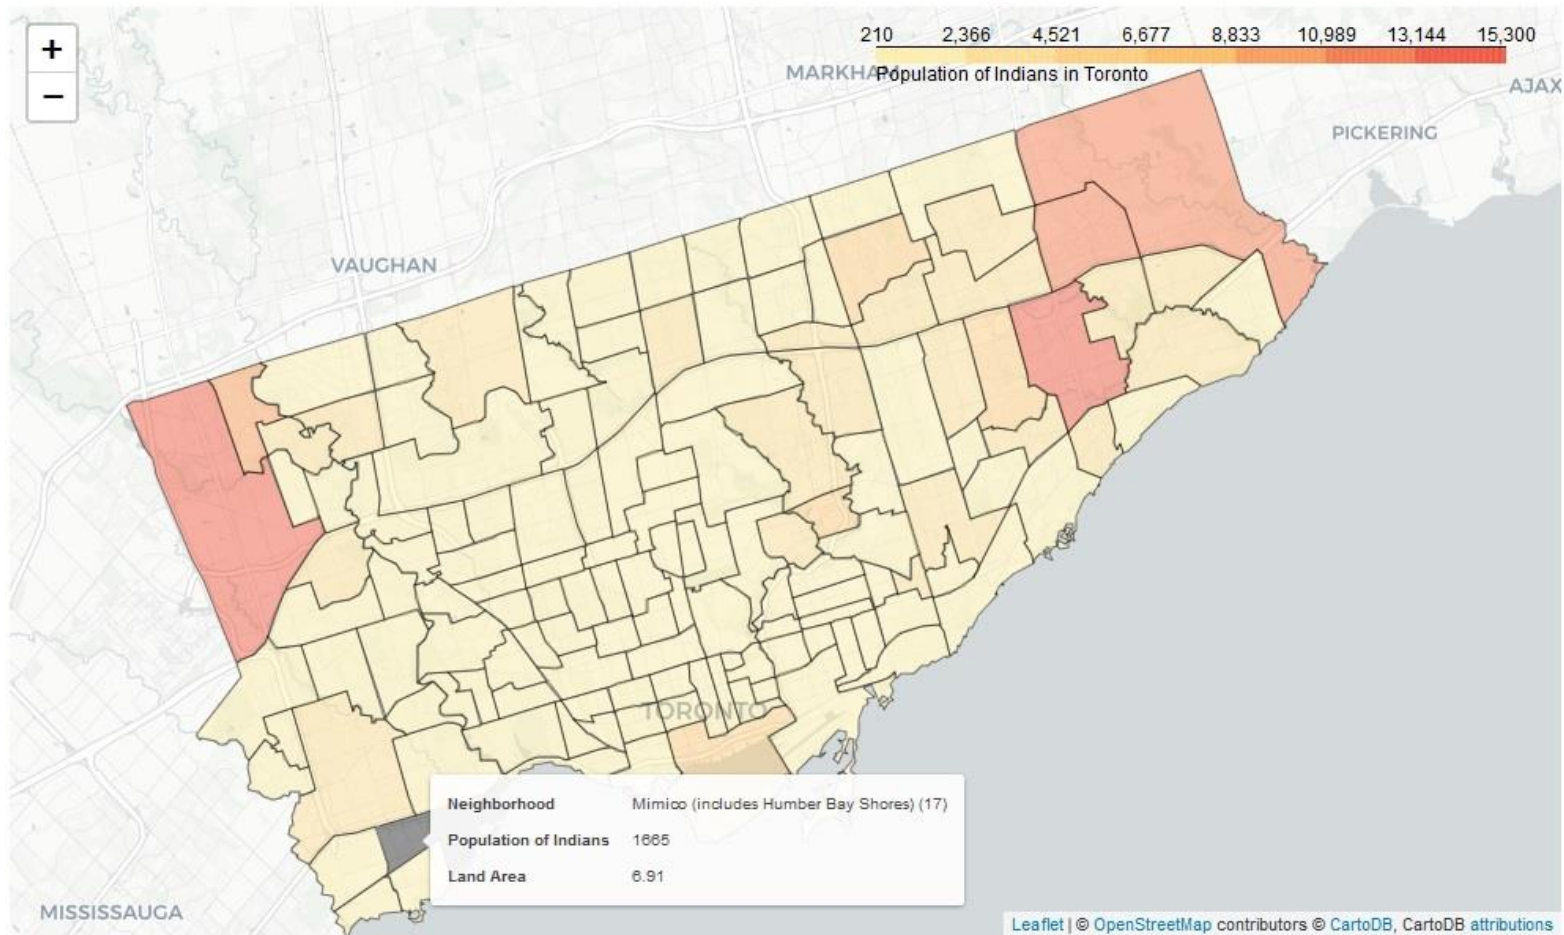 +
−
210 2,366 4,521 6,677 8,833 10,989 13,144 15,300
Population of Indians in Toronto
MARKHAM
AJAX
PICKERING
VAUGHAN
TORONTO
Neighborhood Mimico (includes Humber Bay Shores) (17)
Population of Indians 1665
Land Area 6.91
MISSISSAUGA
Leaflet | © OpenStreetMap contributors © CartoDB, CartoDB attributions